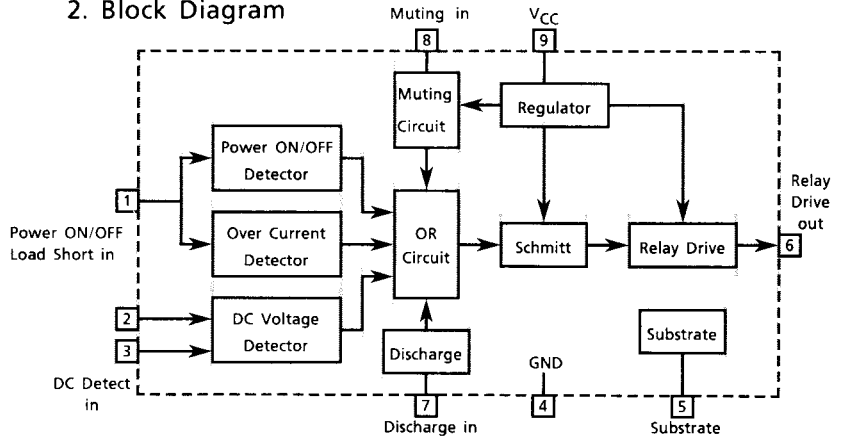 2. Block Diagram
Muting in
VCC
8
9
Muting
Circuit
Regulator
Power ON/OFF
Detector
1
Power ON/OFF
Load Short in
Over Current
Detector
OR
Circuit
Schmitt
Relay Drive
Relay
Drive
out
6
2
3
DC Voltage
Detector
DC Detect
in
Discharge
GND
Substrate
7
4
5
Discharge in
Substrate